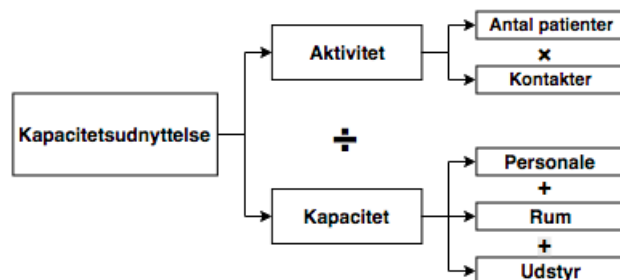 Antal patienter
×
Aktivitet
Kontakter
Kapacitetsudnyttelse
÷
Personale
+
Kapacitet
Rum
+
Udstyr